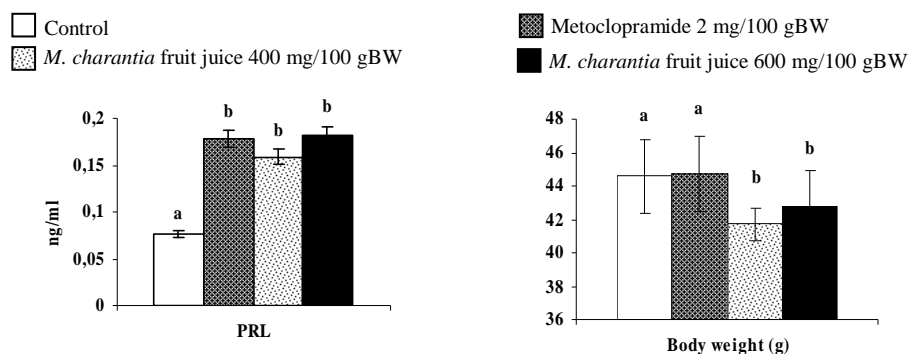 Control
M. charantia fruit juice 400 mg/100 gBW
Metoclopramide 2 mg/100 gBW
M. charantia fruit juice 600 mg/100 gBW
0,2
0,15
0,1
0,05
0
ng/ml
a
b
b
b
PRL
48
46
44
42
40
38
36
a
a
b
b
Body weight (g)